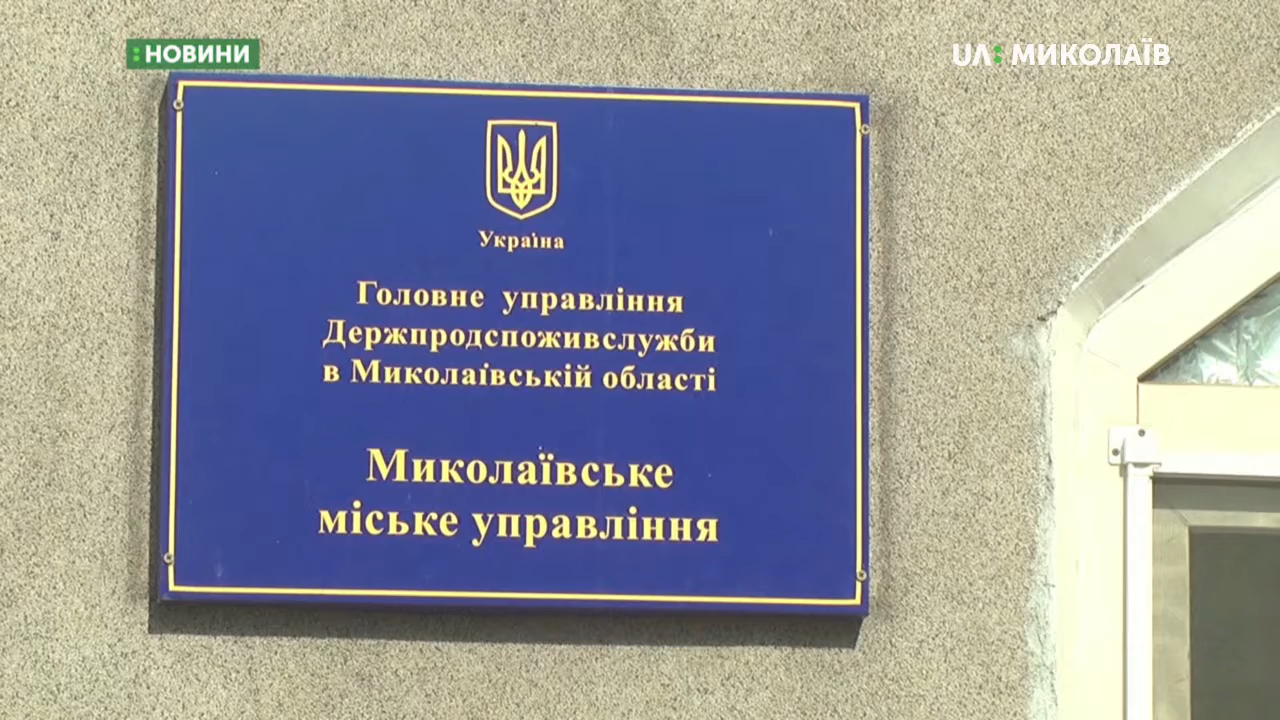 :НОВИНИ
UA: МИКОЛАЇВ
Україна
Головне управління
Держпродспоживслужби
в Миколаївській області
Миколаївське
міське управління